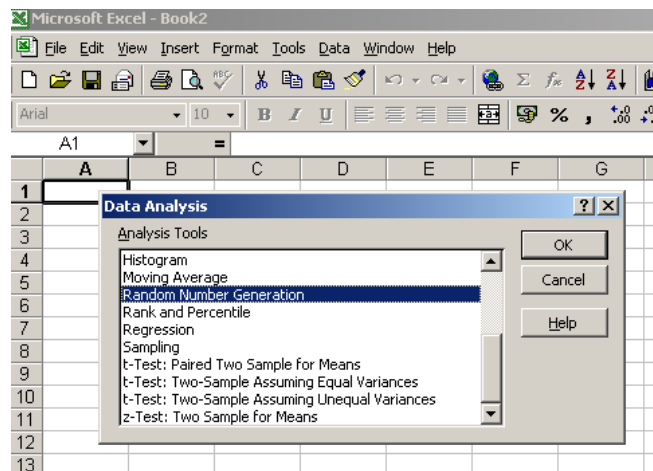 Microsoft Excel - Book2
File Edit View Insert Format Tools Data Window Help
ABC Σ fx A Z Z A
Arial 10 B I U a % , .00
A1 =
A B C D E F G
1
2 Data Analysis ? X
3 Analysis Tools OK
4 Histogram
5 Moving Average Cancel
6 Random Number Generation
Rank and Percentile
7 Regression Help
8 Sampling
9 t-Test: Paired Two Sample for Means
t-Test: Two-Sample Assuming Equal Variances
10 t-Test: Two-Sample Assuming Unequal Variances
11 z-Test: Two Sample for Means
12
13